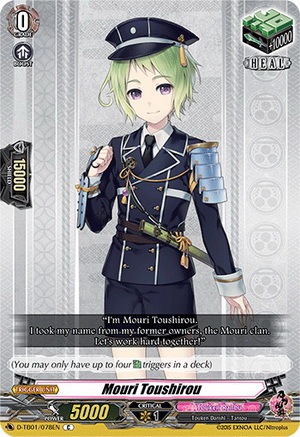 0
GRADE
BOOST
+10000
HEAL
15000
SHIELD
"I'm Mouri Toushirou.
I took my name from my former owners, the Mouri clan.
Let's work hard together!"
(You may only have up to four triggers in a deck)
Mouri Toushirou
TRIGGER UNIT
POWER 5000
CRITICAL
1
Touken Danshi - Tantou
D-TB01/078EN C
©2015 EXNOA LLC/Nitroplus